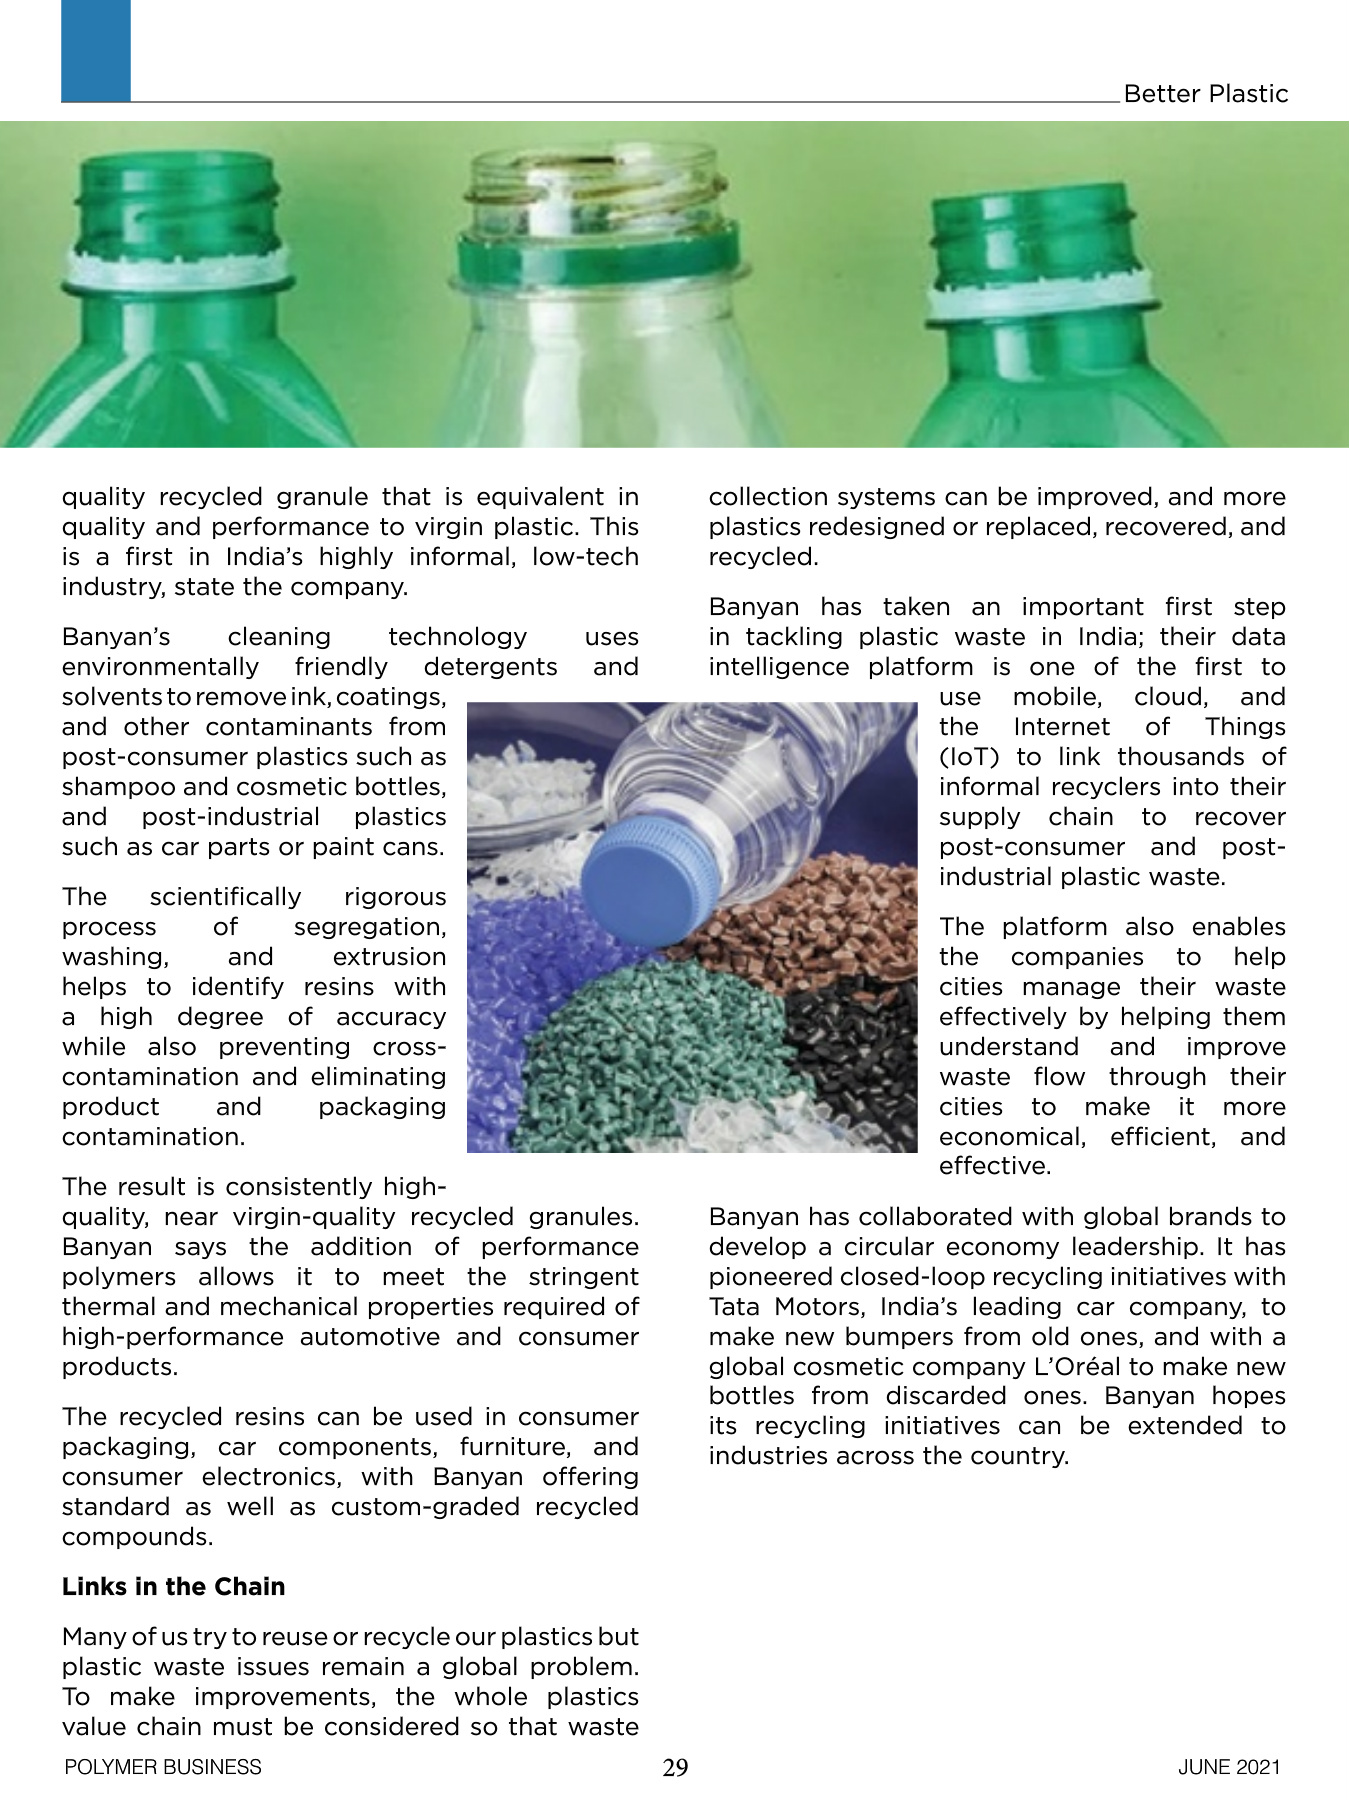 Better Plastic
quality recycled granule that is equivalent in
quality and performance to virgin plastic. This
is a first in India’s highly informal, low-tech
industry, state the company.
Banyan’s cleaning technology uses
environmentally friendly detergents and
solvents to remove ink, coatings,
and other contaminants from
post-consumer plastics such as
shampoo and cosmetic bottles,
and post-industrial plastics
such as car parts or paint cans.
The scientifically rigorous
process of segregation,
washing, and extrusion
helps to identify resins with
a high degree of accuracy
while also preventing cross-
contamination and eliminating
product and packaging
contamination.
The result is consistently high-
quality, near virgin-quality recycled granules.
Banyan says the addition of performance
polymers allows it to meet the stringent
thermal and mechanical properties required of
high-performance automotive and consumer
products.
The recycled resins can be used in consumer
packaging, car components, furniture, and
consumer electronics, with Banyan offering
standard as well as custom-graded recycled
compounds.
Links in the Chain
Many of us try to reuse or recycle our plastics but
plastic waste issues remain a global problem.
To make improvements, the whole plastics
value chain must be considered so that waste
collection systems can be improved, and more
plastics redesigned or replaced, recovered, and
recycled.
Banyan has taken an important first step
in tackling plastic waste in India; their data
intelligence platform is one of the first to
use mobile, cloud, and
the Internet of Things
(IoT) to link thousands of
informal recyclers into their
supply chain to recover
post-consumer and post-
industrial plastic waste.
The platform also enables
the companies to help
cities manage their waste
effectively by helping them
understand and improve
waste flow through their
cities to make it more
economical, efficient, and
effective.
Banyan has collaborated with global brands to
develop a circular economy leadership. It has
pioneered closed-loop recycling initiatives with
Tata Motors, India’s leading car company, to
make new bumpers from old ones, and with a
global cosmetic company L’Oréal to make new
bottles from discarded ones. Banyan hopes
its recycling initiatives can be extended to
industries across the country.
POLYMER BUSINESS
29
JUNE 2021